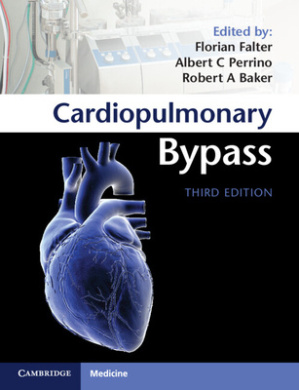 Edited by:
Florian Falter
Albert C Perrino
Robert A Baker
Cardiopulmonary
Bypass
THIRD EDITION
CAMBRIDGE
Medicine